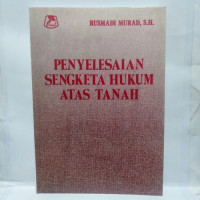 RUSMADI MURAD, S.H.
PENYELESAIAN
SENGKETA HUKUM
ATAS TANAH